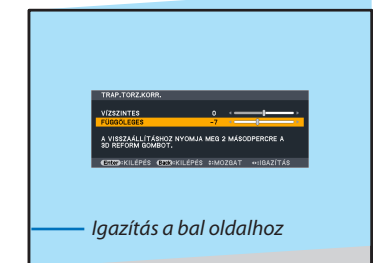 TRAP.TORZ.KORR.
VÍZSZINTES 0
FÜGGŐLEGES -7
A VISSZAÁLLÍTÁSHOZ NYOMJA MEG 2 MÁSODPERCRE A
3D REFORM GOMBOT.
Enter:KILÉPÉS Back:KILÉPÉS ↕:MOZGAT ↔:IGAZÍTÁS
Igazítás a bal oldalhoz